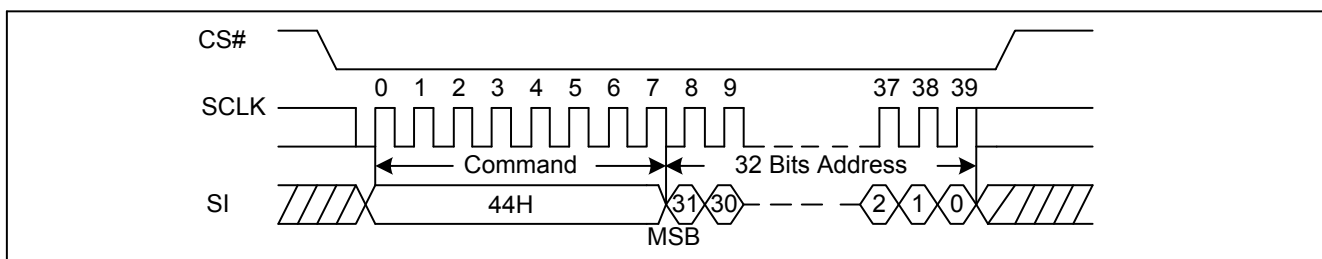 CS#
0 1 2 3 4 5 6 7 8 9 37 38 39
SCLK
Command 32 Bits Address
SI 44H 31 30 2 1 0
MSB